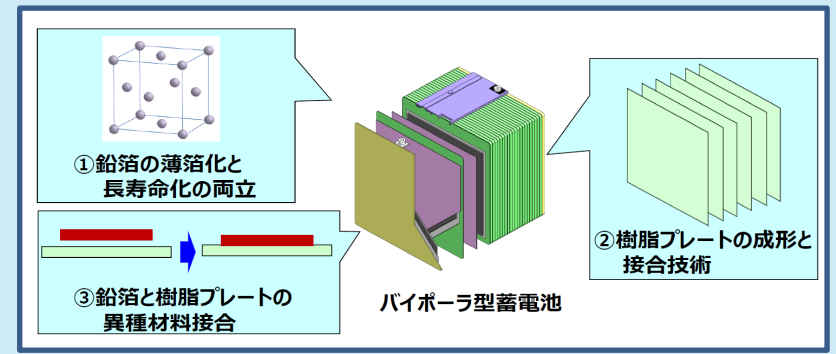 ①鉛箔の薄箔化と
長寿命化の両立
③鉛箔と樹脂プレートの
異種材料接合
バイポーラ型蓄電池
②樹脂プレートの成形と
接合技術